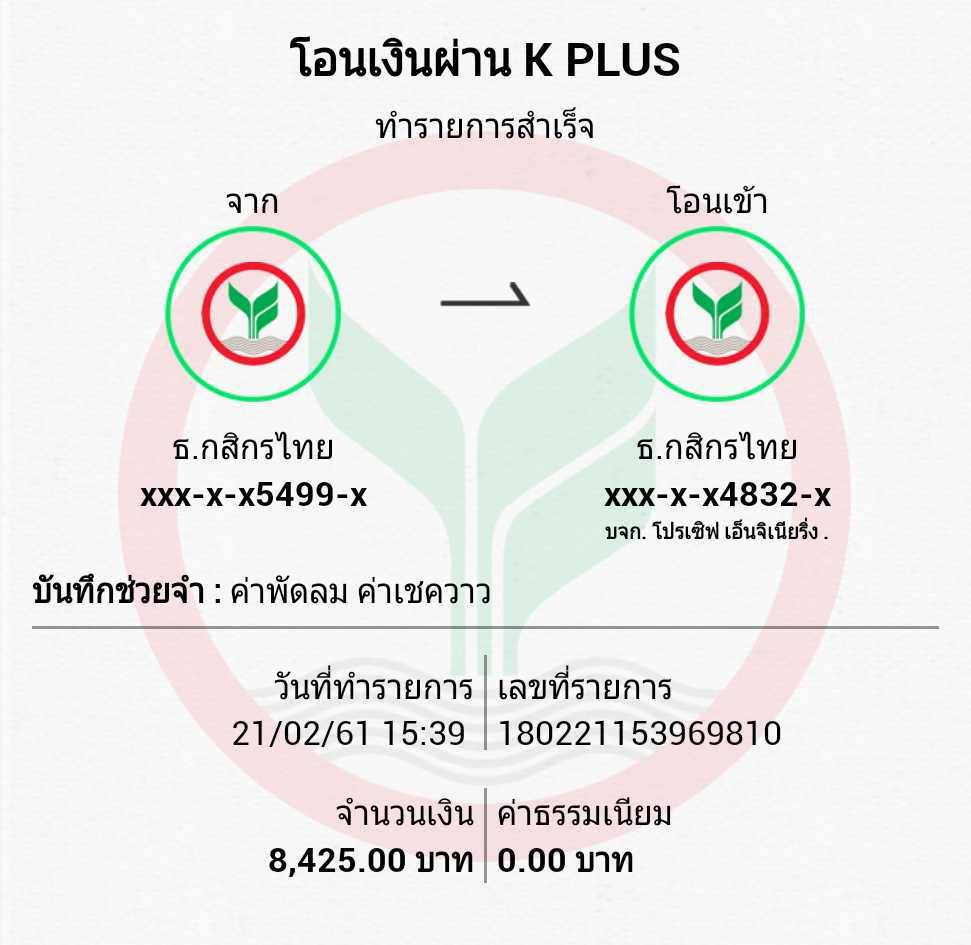 โอนเงินผ่าน K PLUS
ทำรายการสำเร็จ
จาก
โอนเข้า
ธ.กสิกรไทย
xxx-x-x5499-x
ธ.กสิกรไทย
xxx-x-x4832-x
บจก. โปรเซิฟ เอ็นจิเนียริ่ง .
บันทึกช่วยจำ : ค่าพัดลม ค่าเชควาว
วันที่ทำรายการ
21/02/61 15:39
เลขที่รายการ
180221153969810
จำนวนเงิน
8,425.00 บาท
ค่าธรรมเนียม
0.00 บาท